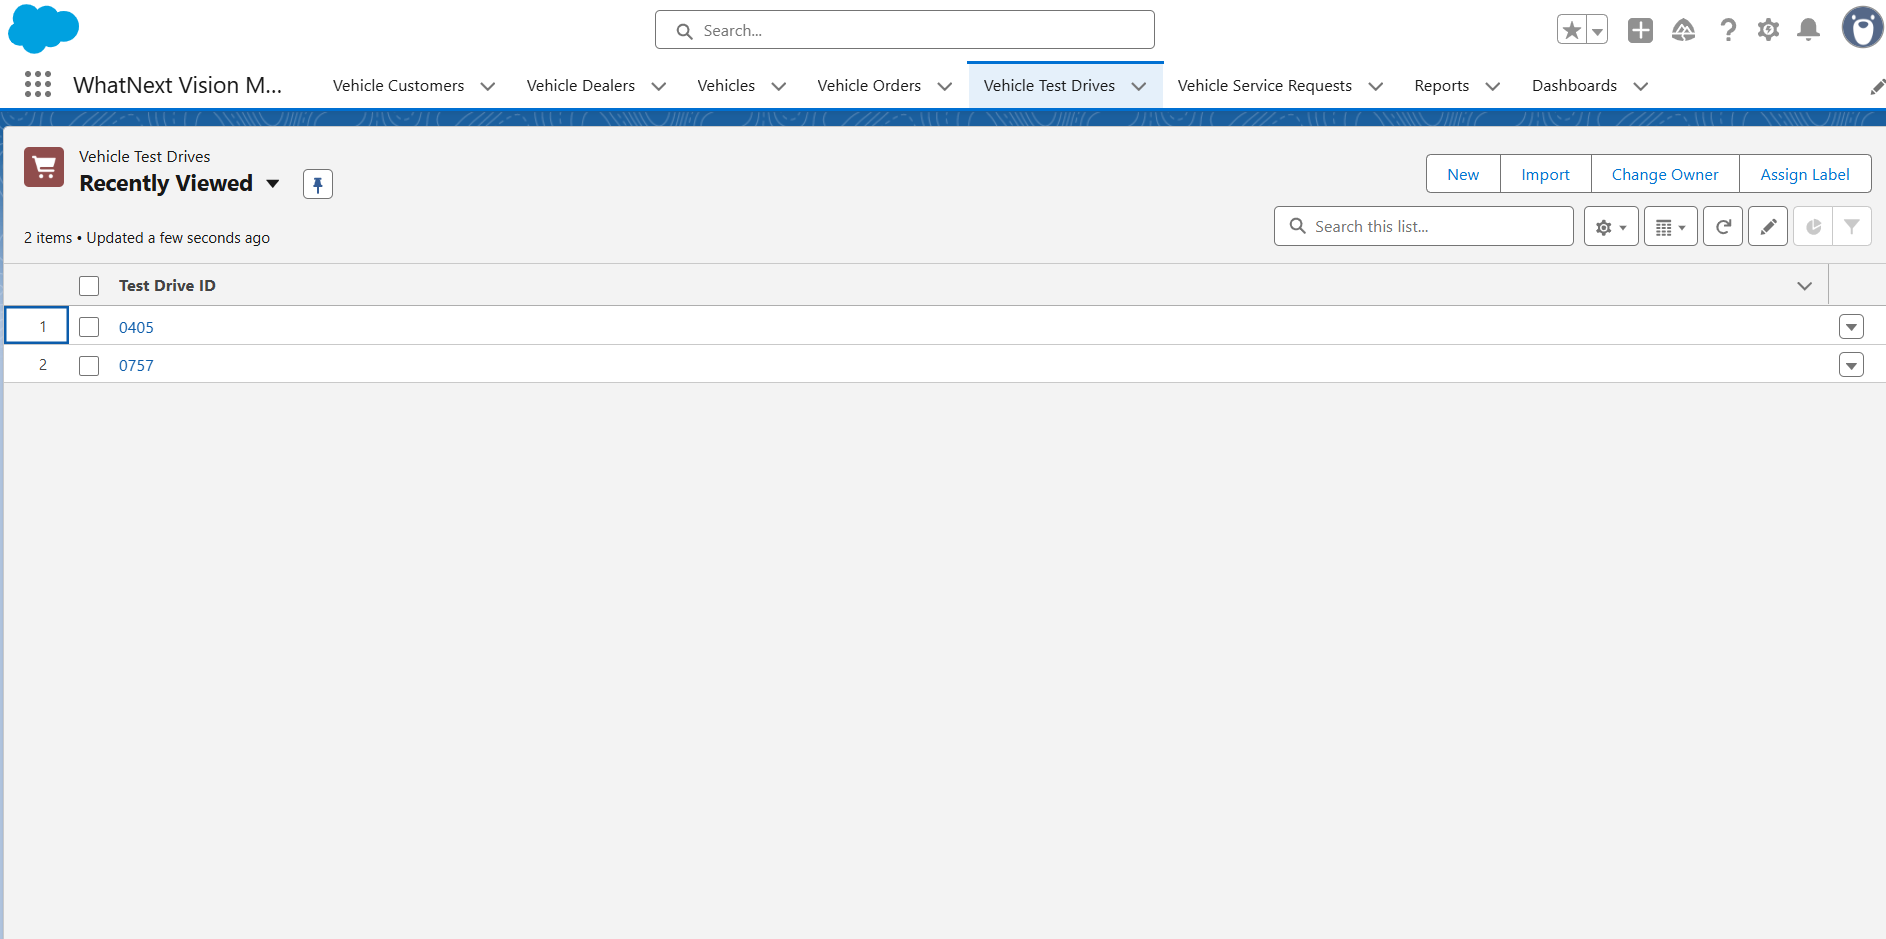 Search...
WhatNext Vision M...
Vehicle Customers
Vehicle Dealers
Vehicles
Vehicle Orders
Vehicle Test Drives
Vehicle Service Requests
Reports
Dashboards
Vehicle Test Drives
Recently Viewed
New
Import
Change Owner
Assign Label
2 items • Updated a few seconds ago
Search this list...
Test Drive ID
1 0405
2 0757